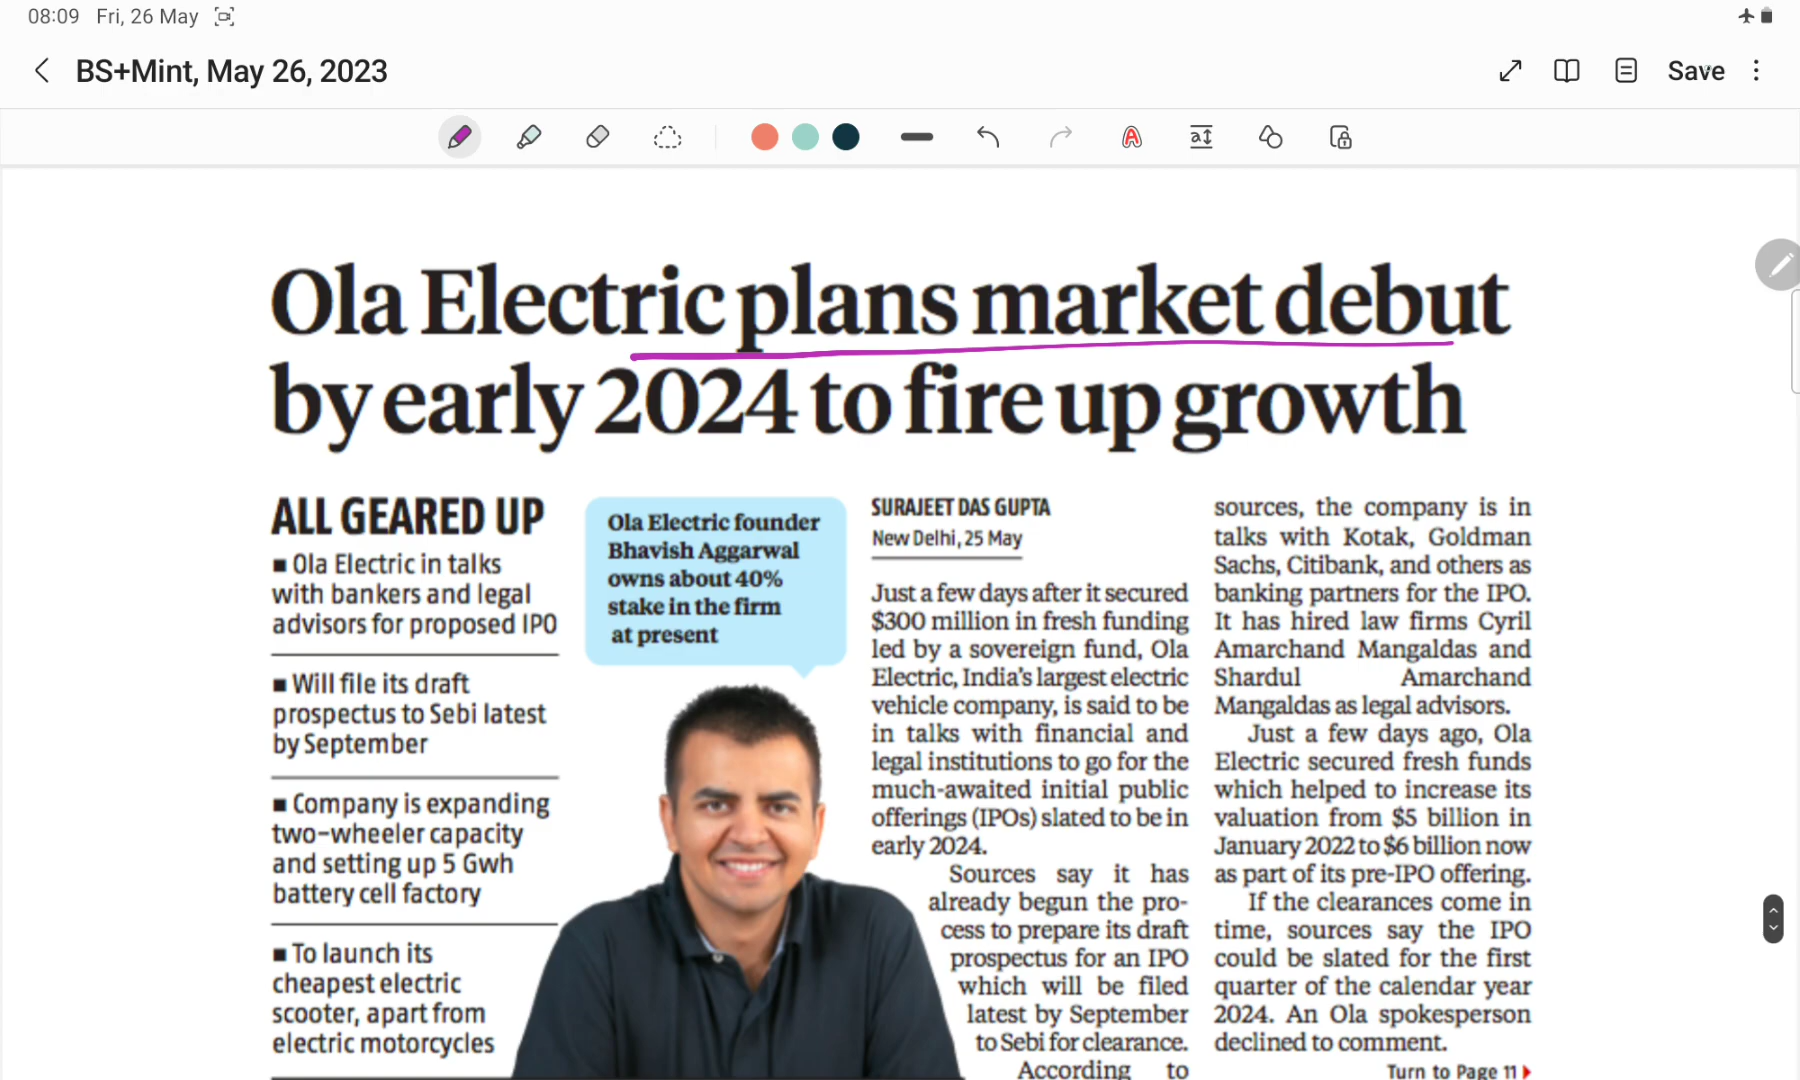 08:09 Fri, 26 May
BS+Mint, May 26, 2023
Save
Ola Electric plans market debut
by early 2024 to fire up growth
ALL GEARED UP
■ Ola Electric in talks
with bankers and legal
advisors for proposed IPO
■ Will file its draft
prospectus to Sebi latest
by September
■ Company is expanding
two-wheeler capacity
and setting up 5 Gwh
battery cell factory
■ To launch its
cheapest electric
scooter, apart from
electric motorcycles
Ola Electric founder
Bhavish Aggarwal
owns about 40%
stake in the firm
at present
SURAJEET DAS GUPTA
New Delhi, 25 May
Just a few days after it secured
$300 million in fresh funding
led by a sovereign fund, Ola
Electric, India's largest electric
vehicle company, is said to be
in talks with financial and
legal institutions to go for the
much-awaited initial public
offerings (IPOs) slated to be in
early 2024.
Sources say it has
already begun the pro-
cess to prepare its draft
prospectus for an IPO
which will be filed
latest by September
to Sebi for clearance.
According to
sources, the company is in
talks with Kotak, Goldman
Sachs, Citibank, and others as
banking partners for the IPO.
It has hired law firms Cyril
Amarchand Mangaldas and
Shardul Amarchand
Mangaldas as legal advisors.
Just a few days ago, Ola
Electric secured fresh funds
which helped to increase its
valuation from $5 billion in
January 2022 to $6 billion now
as part of its pre-IPO offering.
If the clearances come in
time, sources say the IPO
could be slated for the first
quarter of the calendar year
2024. An Ola spokesperson
declined to comment.
Turn to Page 11